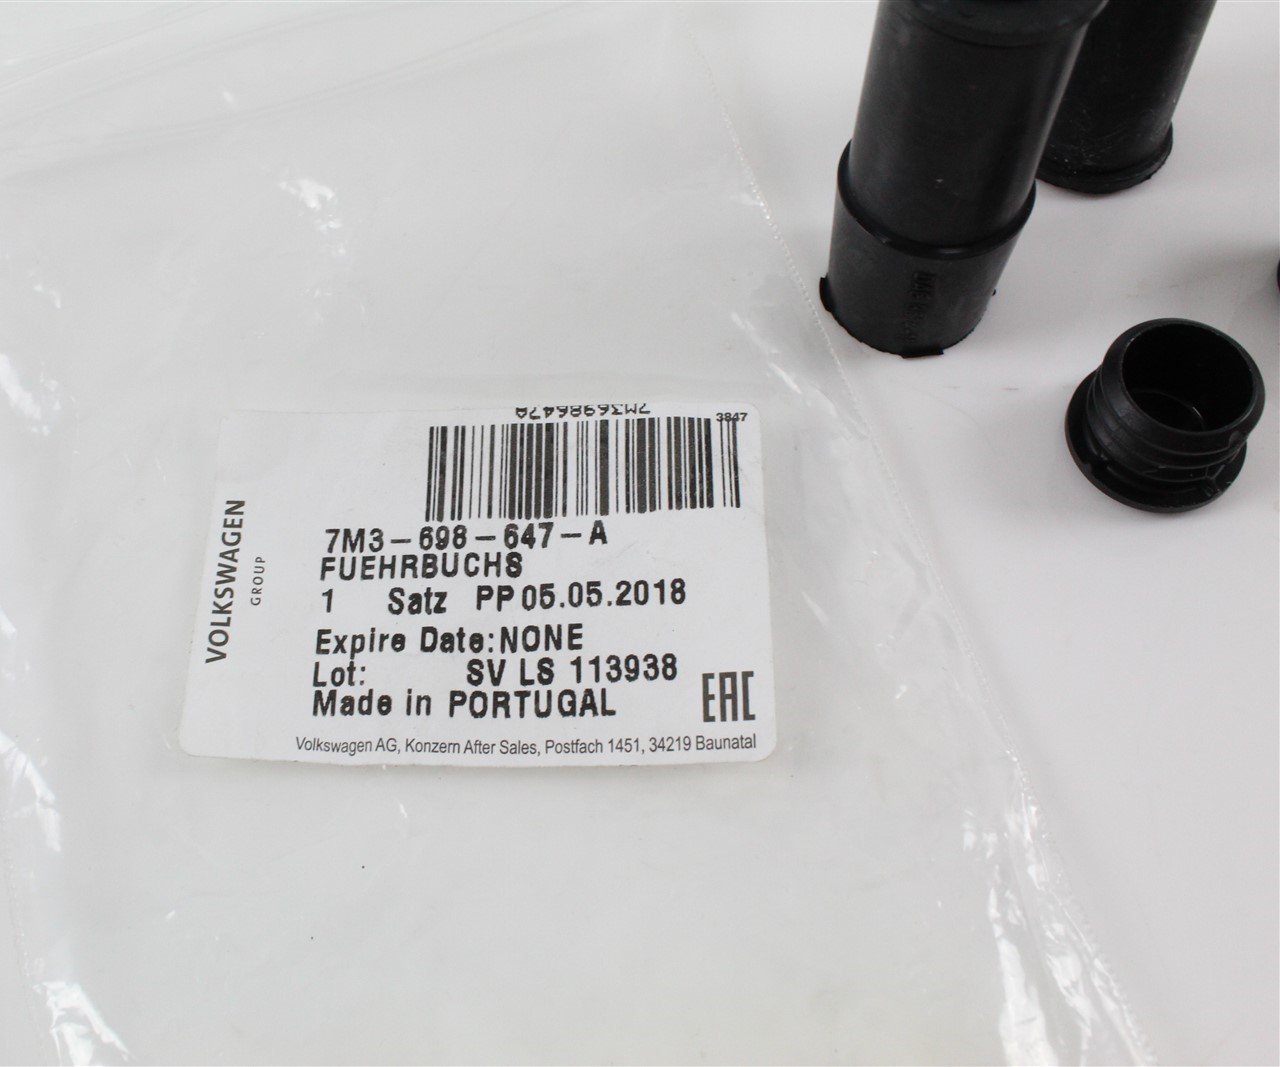 7M3698647A
3847
VOLKSWAGEN
GROUP
7M3-698-647-A
FUEHRBUCHS
1 Satz PP 05.05.2018
Expire Date:NONE
Lot: SV LS 113938
Made in PORTUGAL
EAC
Volkswagen AG, Konzern After Sales, Postfach 1451, 34219 Baunatal